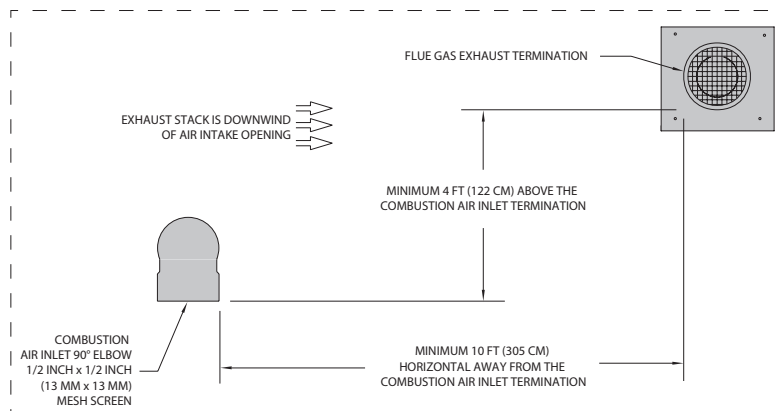 FLUE GAS EXHAUST TERMINATION
EXHAUST STACK IS DOWNWIND
OF AIR INTAKE OPENING
MINIMUM 4 FT (122 CM) ABOVE THE
COMBUSTION AIR INLET TERMINATION
COMBUSTION
AIR INLET 90° ELBOW
1/2 INCH x 1/2 INCH
(13 MM x 13 MM)
MESH SCREEN
MINIMUM 10 FT (305 CM)
HORIZONTAL AWAY FROM THE
COMBUSTION AIR INLET TERMINATION